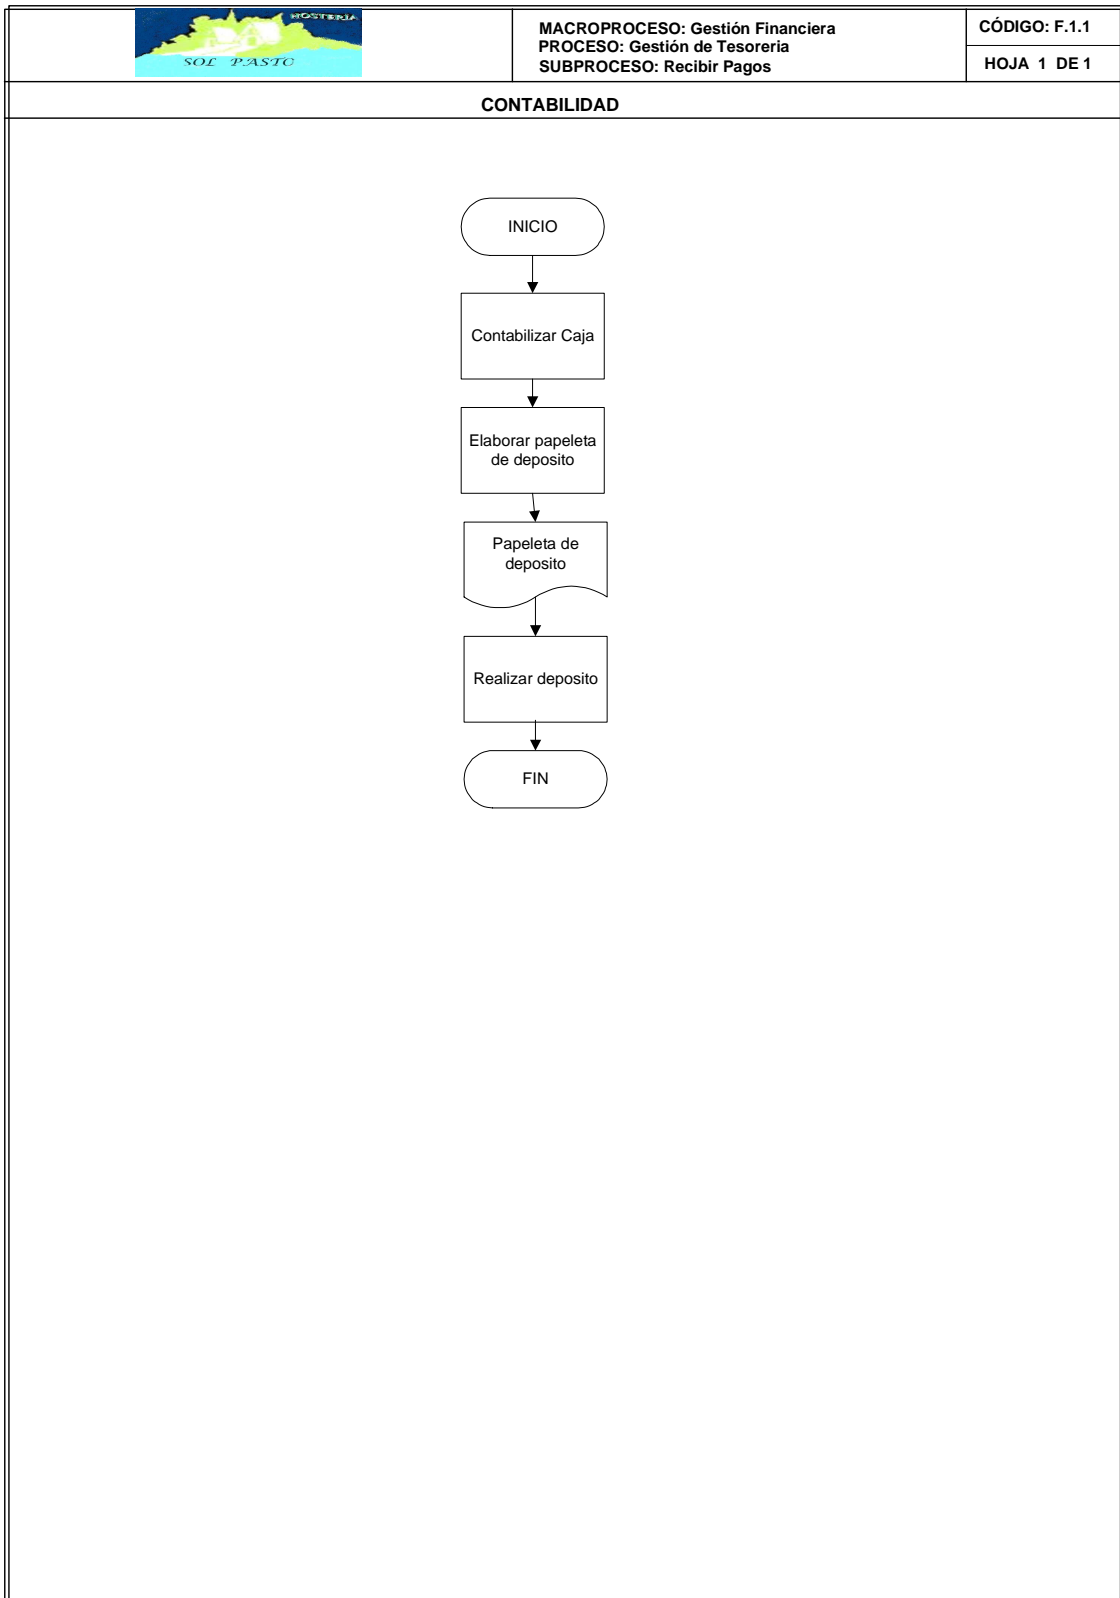 HOSTERIA
SOL PASTO
MACROPROCESO: Gestión Financiera
PROCESO: Gestión de Tesoreria
SUBPROCESO: Recibir Pagos
CÓDIGO: F.1.1
HOJA 1 DE 1
CONTABILIDAD
INICIO
Contabilizar Caja
Elaborar papeleta
de deposito
Papeleta de
deposito
Realizar deposito
FIN